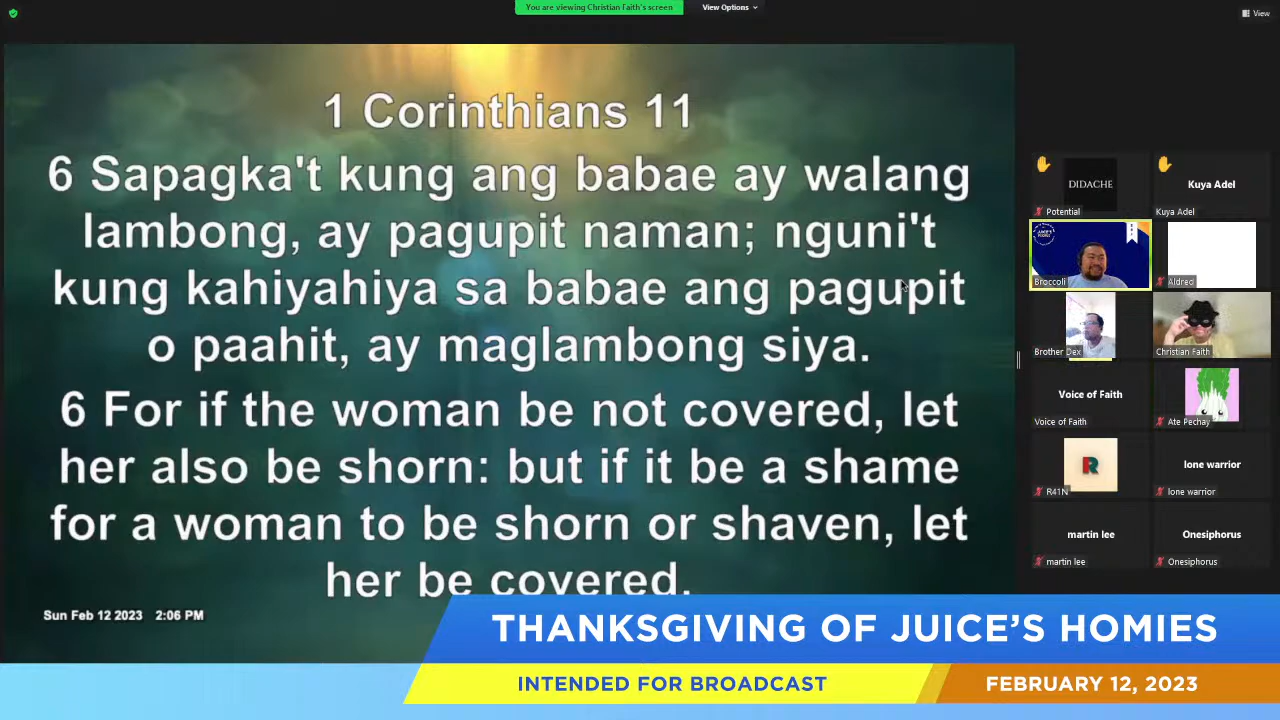 You are viewing Christian Faith's screen
View Options
View
1 Corinthians 11
6 Sapagka't kung ang babae ay walang
lambong, ay pagupit naman; nguni't
kung kahiyahiya sa babae ang pagupit
o paahit, ay maglambong siya.
6 For if the woman be not covered, let
her also be shorn: but if it be a shame
for a woman to be shorn or shaven, let
her be covered.
Sun Feb 12 2023 2:06 PM
DIDACHE
Potential
Kuya Adel
Kuya Adel
Broccoli
Aldred
Brother Dex
Christian Faith
Voice of Faith
Voice of Faith
Ate Pechay
R
R41N
lone warrior
lone warrior
martin lee
martin lee
Onesiphorus
Onesiphorus
THANKSGIVING OF JUICE'S HOMIES
INTENDED FOR BROADCAST
FEBRUARY 12, 2023